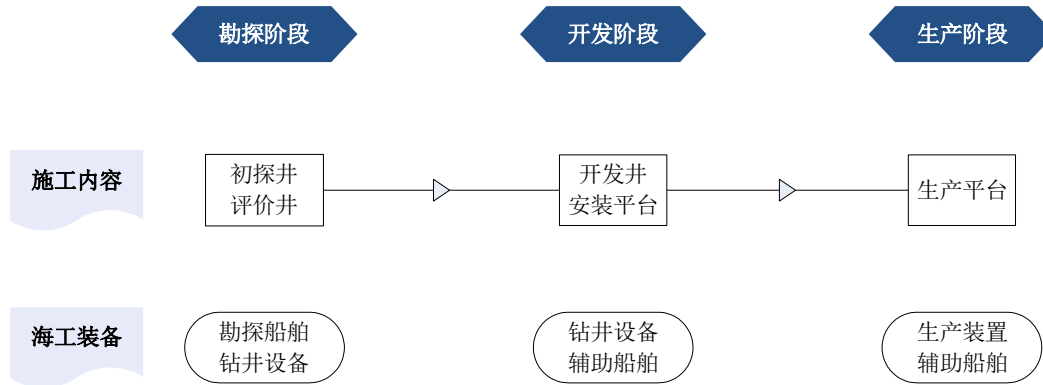 勘探阶段
开发阶段
生产阶段
施工内容
初探井
评价井
开发井
安装平台
生产平台
海工装备
勘探船舶
钻井设备
钻井设备
辅助船舶
生产装置
辅助船舶